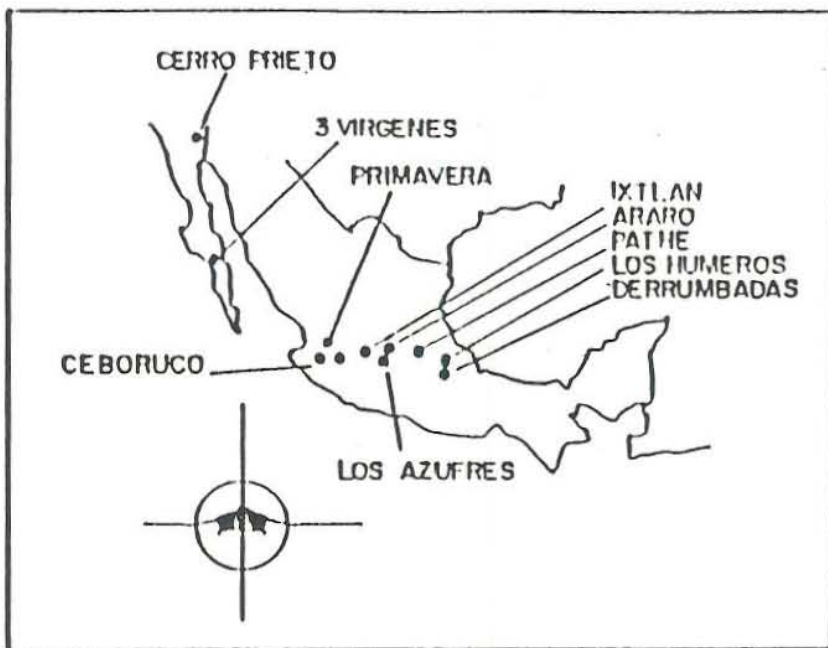 CERRO PRIETO
3 VIRGENES
PRIMAVERA
IXTLAN
ARARO
PATHE
LOS HUMEROS
DERRUMBADAS
CEBORUCO
LOS AZUFRES